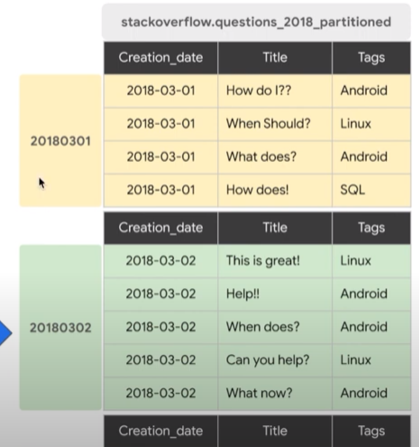 stackoverflow.questions_2018_partitioned
Creation_date Title Tags
2018-03-01 How do I?? Android
2018-03-01 When Should? Linux
20180301
2018-03-01 What does? Android
2018-03-01 How does! SQL
Creation_date Title Tags
2018-03-02 This is great! Linux
2018-03-02 Help!! Android
20180302 2018-03-02 When does? Android
2018-03-02 Can you help? Linux
2018-03-02 What now? Android
Creation_date Title Tags